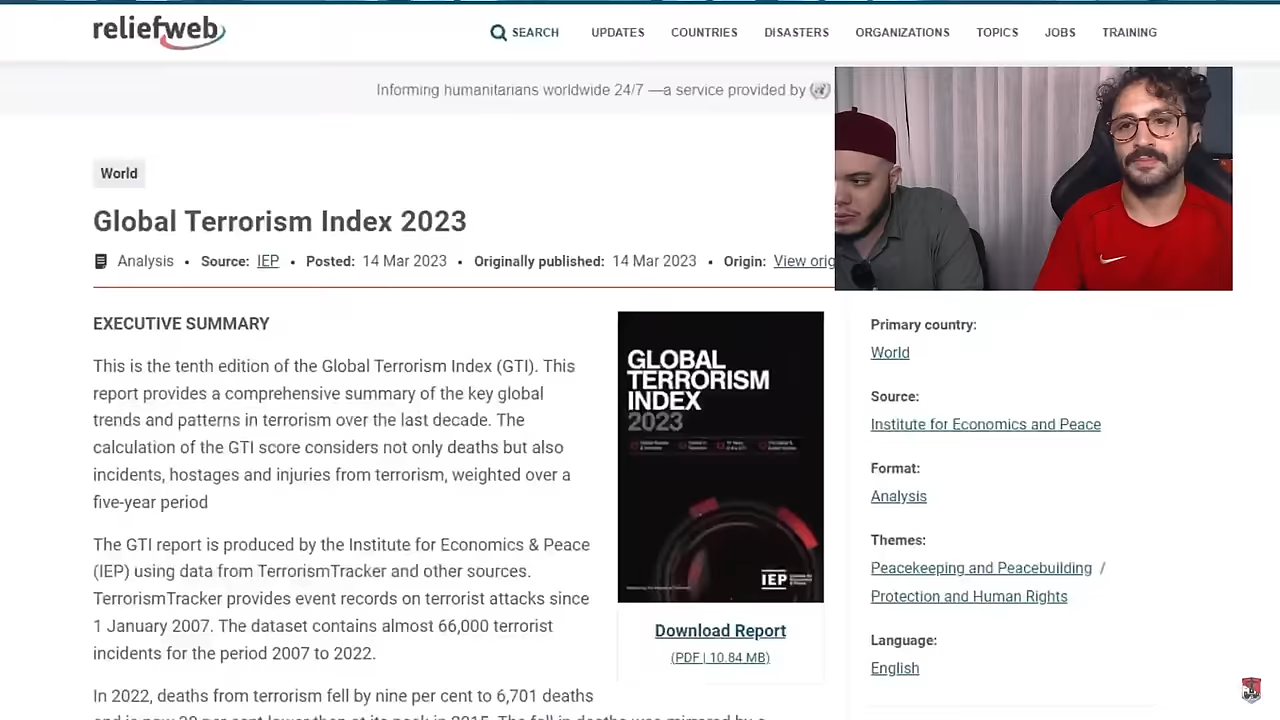 reliefweb
SEARCH UPDATES COUNTRIES DISASTERS ORGANIZATIONS TOPICS JOBS TRAINING
Informing humanitarians worldwide 24/7 —a service provided by
World
Global Terrorism Index 2023
Analysis • Source: IEP • Posted: 14 Mar 2023 • Originally published: 14 Mar 2023 • Origin: View orig
EXECUTIVE SUMMARY
This is the tenth edition of the Global Terrorism Index (GTI). This
report provides a comprehensive summary of the key global
trends and patterns in terrorism over the last decade. The
calculation of the GTI score considers not only deaths but also
incidents, hostages and injuries from terrorism, weighted over a
five-year period
The GTI report is produced by the Institute for Economics & Peace
(IEP) using data from TerrorismTracker and other sources.
TerrorismTracker provides event records on terrorist attacks since
1 January 2007. The dataset contains almost 66,000 terrorist
incidents for the period 2007 to 2022.
In 2022, deaths from terrorism fell by nine per cent to 6,701 deaths
GLOBAL
TERRORISM
INDEX
2023
IEP
Download Report
(PDF | 10.84 MB)
Primary country:
World
Source:
Institute for Economics and Peace
Format:
Analysis
Themes:
Peacekeeping and Peacebuilding /
Protection and Human Rights
Language:
English